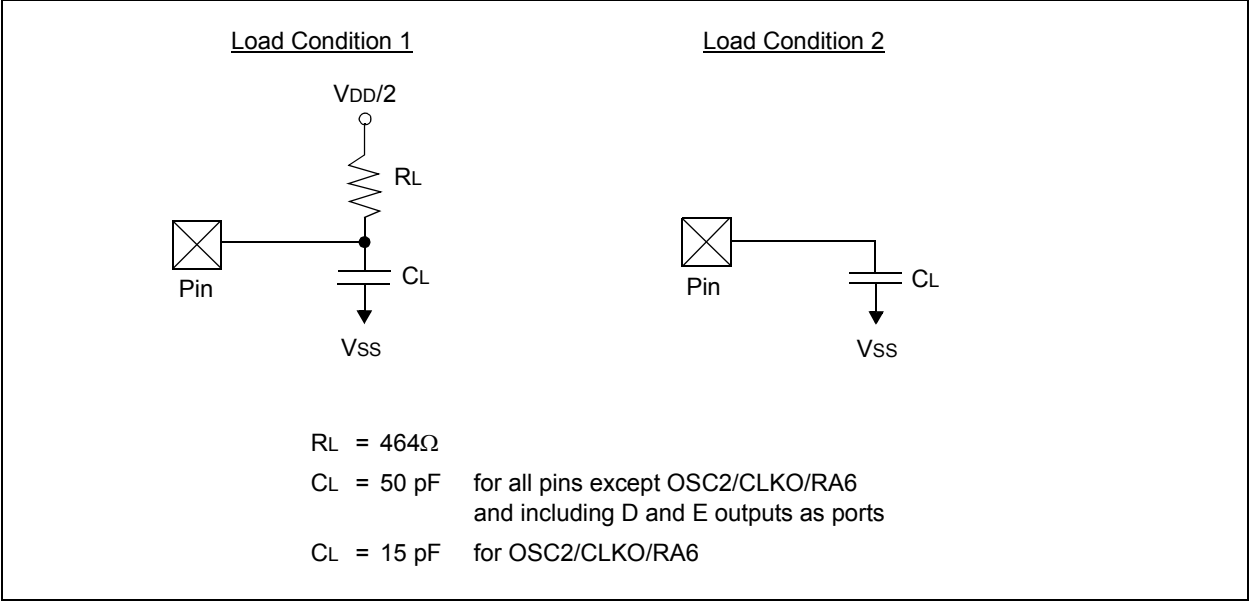 Load Condition 1
Load Condition 2
VDD/2
RL
Pin
CL
VSS
Pin
CL
VSS
RL = 464Ω
CL = 50 pF for all pins except OSC2/CLKO/RA6
and including D and E outputs as ports
CL = 15 pF for OSC2/CLKO/RA6